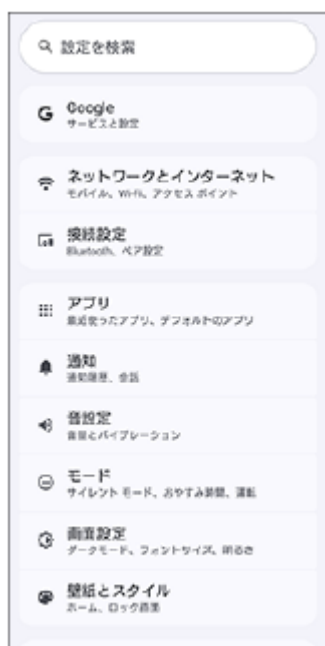 設定を検索
Google
サービスと設定
ネットワークとインターネット
モバイル、Wi-Fi、アクセス ポイント
接続設定
Bluetooth、ペア設定
アプリ
最近使ったアプリ、デフォルトのアプリ
通知
通知履歴、会話
音設定
音量とバイブレーション
モード
サイレント モード、おやすみ時間、運転
画面設定
ダークモード、フォントサイズ、明るさ
壁紙とスタイル
ホーム、ロック画面